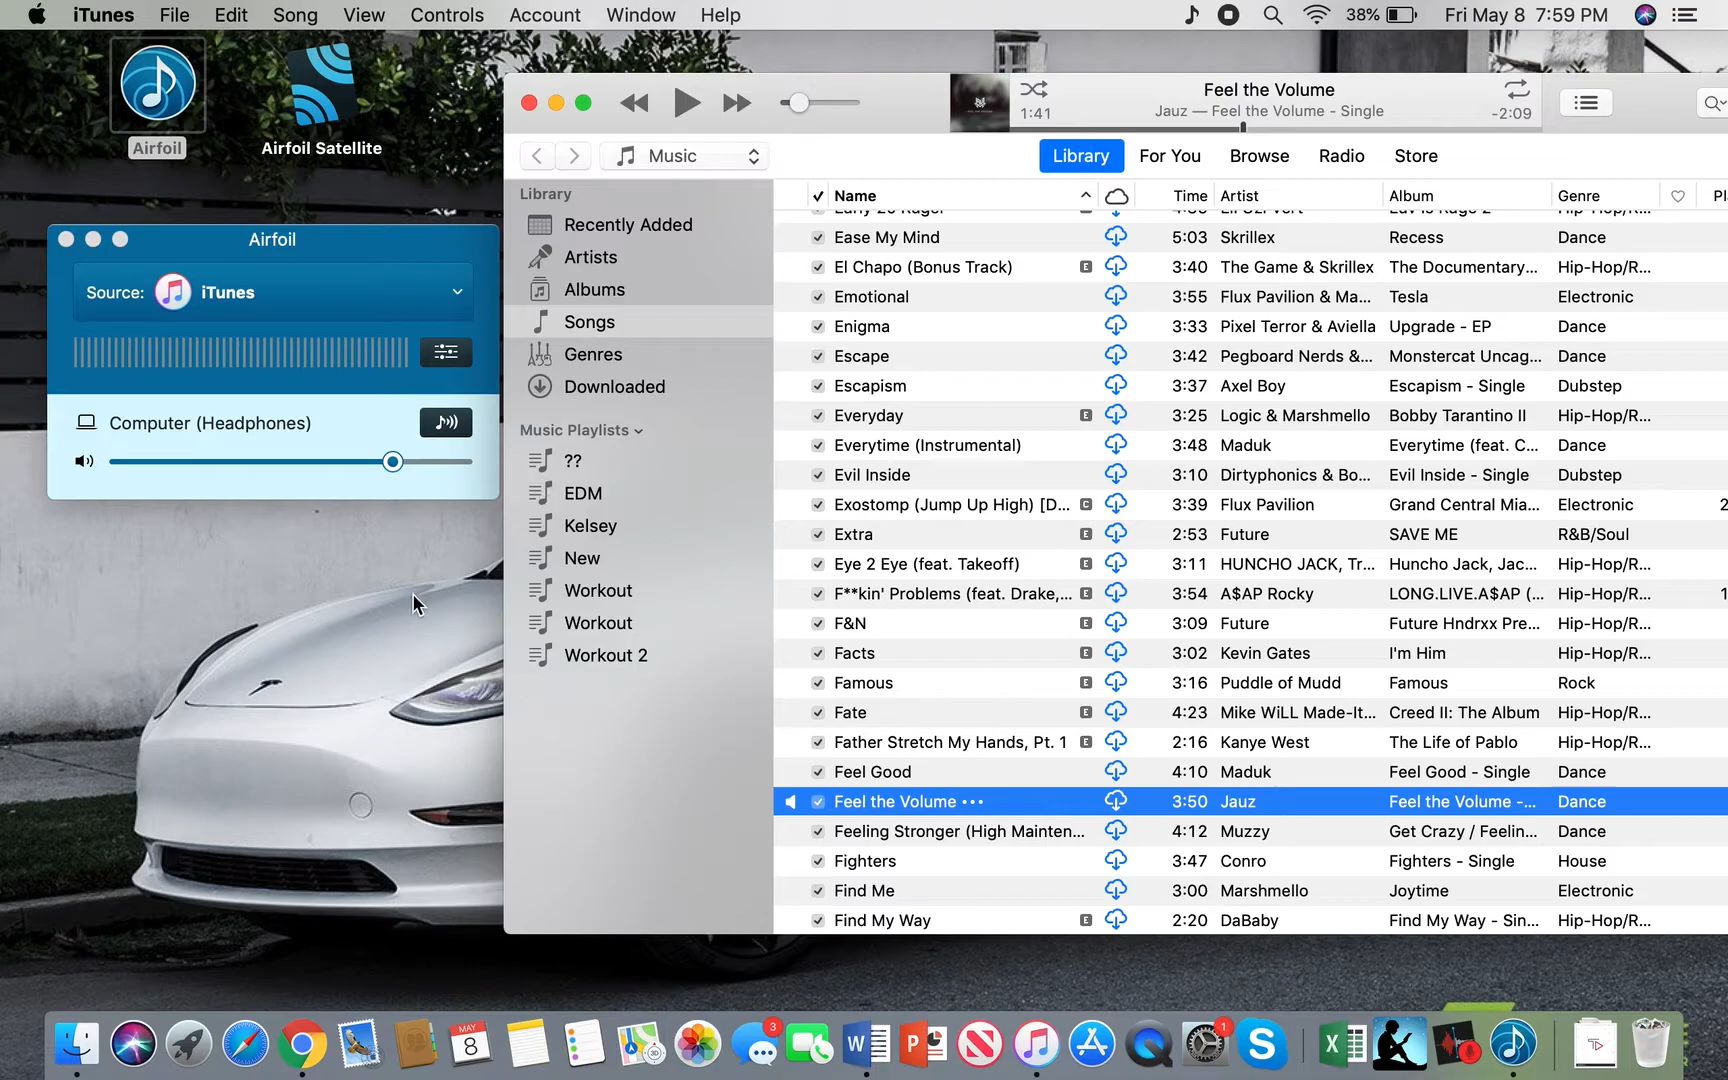 iTunes File Edit Song View Controls Account Window Help 38% Fri May 8 7:59 PM
Airfoil
Airfoil Satellite
Airfoil
Source: iTunes
Computer (Headphones)
Feel the Volume
1:41 Jauz — Feel the Volume - Single -2:09
Music
Library For You Browse Radio Store
Library
Recently Added
Artists
Albums
Songs
Genres
Downloaded
Music Playlists
??
EDM
Kelsey
New
Workout
Workout
Workout 2
Name Time Artist Album Genre Pl
Ease My Mind 5:03 Skrillex Recess Dance
El Chapo (Bonus Track) E 3:40 The Game & Skrillex The Documentary... Hip-Hop/R...
Emotional 3:55 Flux Pavilion & Ma... Tesla Electronic
Enigma 3:33 Pixel Terror & Aviella Upgrade - EP Dance
Escape 3:42 Pegboard Nerds &... Monstercat Uncag... Dance
Escapism 3:37 Axel Boy Escapism - Single Dubstep
Everyday E 3:25 Logic & Marshmello Bobby Tarantino II Hip-Hop/R...
Everytime (Instrumental) 3:48 Maduk Everytime (feat. C... Dance
Evil Inside 3:10 Dirtyphonics & Bo... Evil Inside - Single Dubstep
Exostomp (Jump Up High) [D... C 3:39 Flux Pavilion Grand Central Mia... Electronic 2
Extra E 2:53 Future SAVE ME R&B/Soul
Eye 2 Eye (feat. Takeoff) E 3:11 HUNCHO JACK, Tr... Huncho Jack, Jac... Hip-Hop/R...
F**kin' Problems (feat. Drake,... E 3:54 A$AP Rocky LONG.LIVE.A$AP (... Hip-Hop/R... 1
F&N E 3:09 Future Future Hndrxx Pre... Hip-Hop/R...
Facts E 3:02 Kevin Gates I'm Him Hip-Hop/R...
Famous E 3:16 Puddle of Mudd Famous Rock
Fate E 4:23 Mike WiLL Made-It... Creed II: The Album Hip-Hop/R...
Father Stretch My Hands, Pt. 1 E 2:16 Kanye West The Life of Pablo Hip-Hop/R...
Feel Good 4:10 Maduk Feel Good - Single Dance
Feel the Volume ••• 3:50 Jauz Feel the Volume -... Dance
Feeling Stronger (High Mainten... 4:12 Muzzy Get Crazy / Feelin... Dance
Fighters 3:47 Conro Fighters - Single House
Find Me 3:00 Marshmello Joytime Electronic
Find My Way E 2:20 DaBaby Find My Way - Sin... Hip-Hop/R...
MAY
8
3D
3
W
P
1
S
X